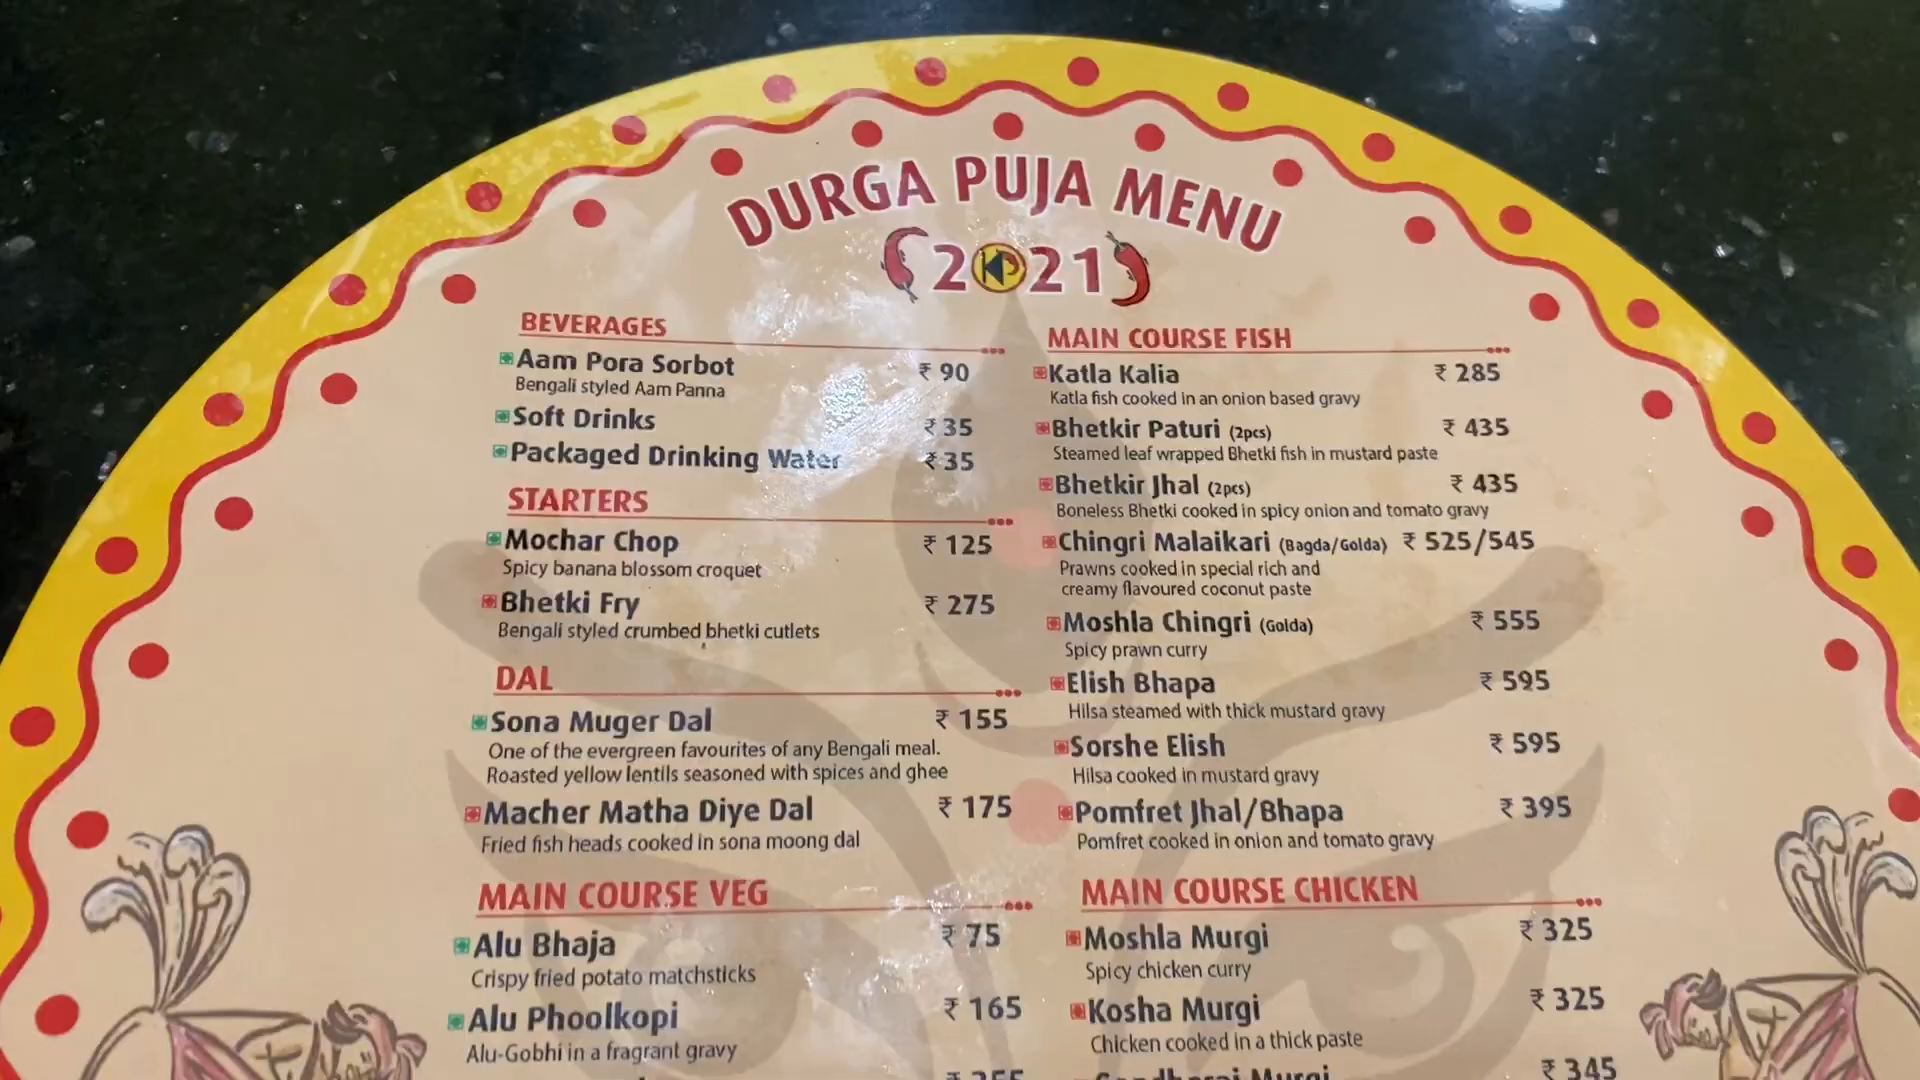 DURGA PUJA MENU
2021
BEVERAGES
Aam Pora Sorbot ₹ 90
Bengali styled Aam Panna
Soft Drinks ₹ 35
Packaged Drinking Water ₹ 35
STARTERS
Mochar Chop ₹ 125
Spicy banana blossom croquet
Bhetki Fry ₹ 275
Bengali styled crumbed bhetki cutlets
DAL
Sona Muger Dal ₹ 155
One of the evergreen favourites of any Bengali meal.
Roasted yellow lentils seasoned with spices and ghee
Macher Matha Diye Dal ₹ 175
Fried fish heads cooked in sona moong dal
MAIN COURSE VEG
Alu Bhaja ₹ 75
Crispy fried potato matchsticks
Alu Phoolkopi ₹ 165
Alu-Gobhi in a fragrant gravy
MAIN COURSE FISH
Katla Kalia ₹ 285
Katla fish cooked in an onion based gravy
Bhetkir Paturi (2pcs) ₹ 435
Steamed leaf wrapped Bhetki fish in mustard paste
Bhetkir Jhal (2pcs) ₹ 435
Boneless Bhetki cooked in spicy onion and tomato gravy
Chingri Malaikari (Bagda/Golda) ₹ 525/545
Prawns cooked in special rich and
creamy flavoured coconut paste
Moshla Chingri (Golda) ₹ 555
Spicy prawn curry
Elish Bhapa ₹ 595
Hilsa steamed with thick mustard gravy
Sorshe Elish ₹ 595
Hilsa cooked in mustard gravy
Pomfret Jhal/Bhapa ₹ 395
Pomfret cooked in onion and tomato gravy
MAIN COURSE CHICKEN
Moshla Murgi ₹ 325
Spicy chicken curry
Kosha Murgi ₹ 325
Chicken cooked in a thick paste
Murgi ₹ 345